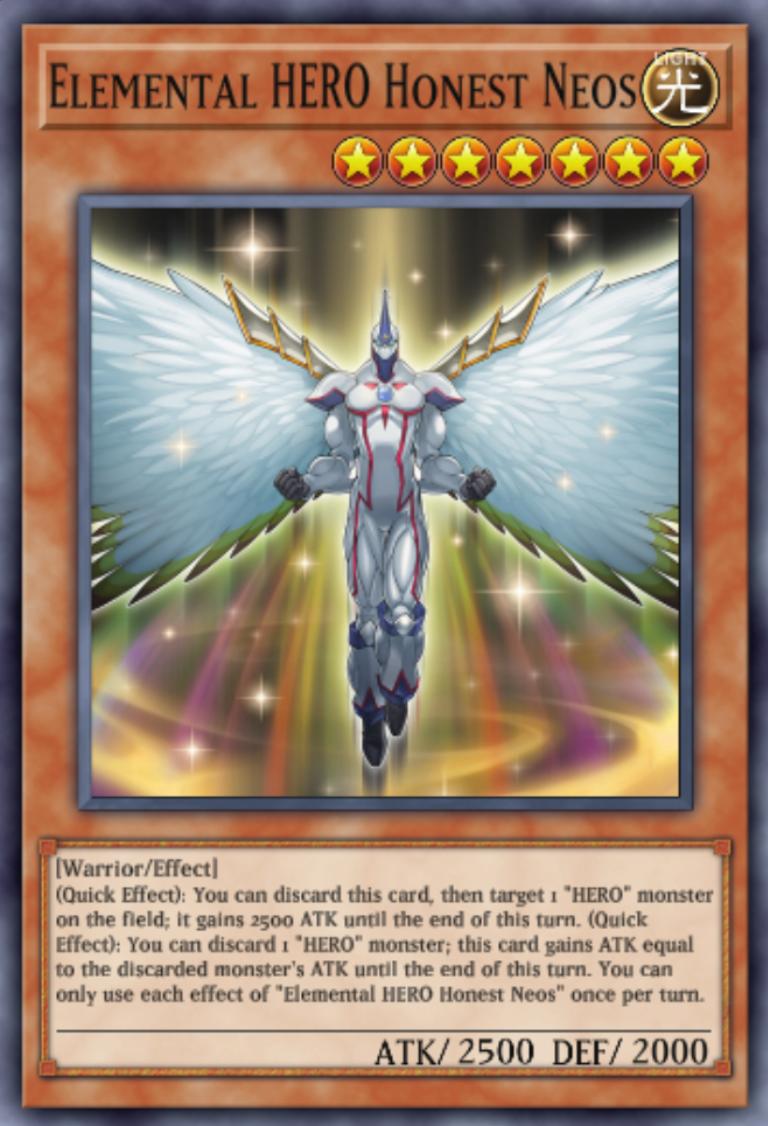 Elemental HERO Honest Neos
LIGHT
光
[Warrior/Effect]
(Quick Effect): You can discard this card, then target 1 "HERO" monster
on the field; it gains 2500 ATK until the end of this turn. (Quick
Effect): You can discard 1 "HERO" monster; this card gains ATK equal
to the discarded monster's ATK until the end of this turn. You can
only use each effect of "Elemental HERO Honest Neos" once per turn.
ATK/ 2500 DEF/ 2000